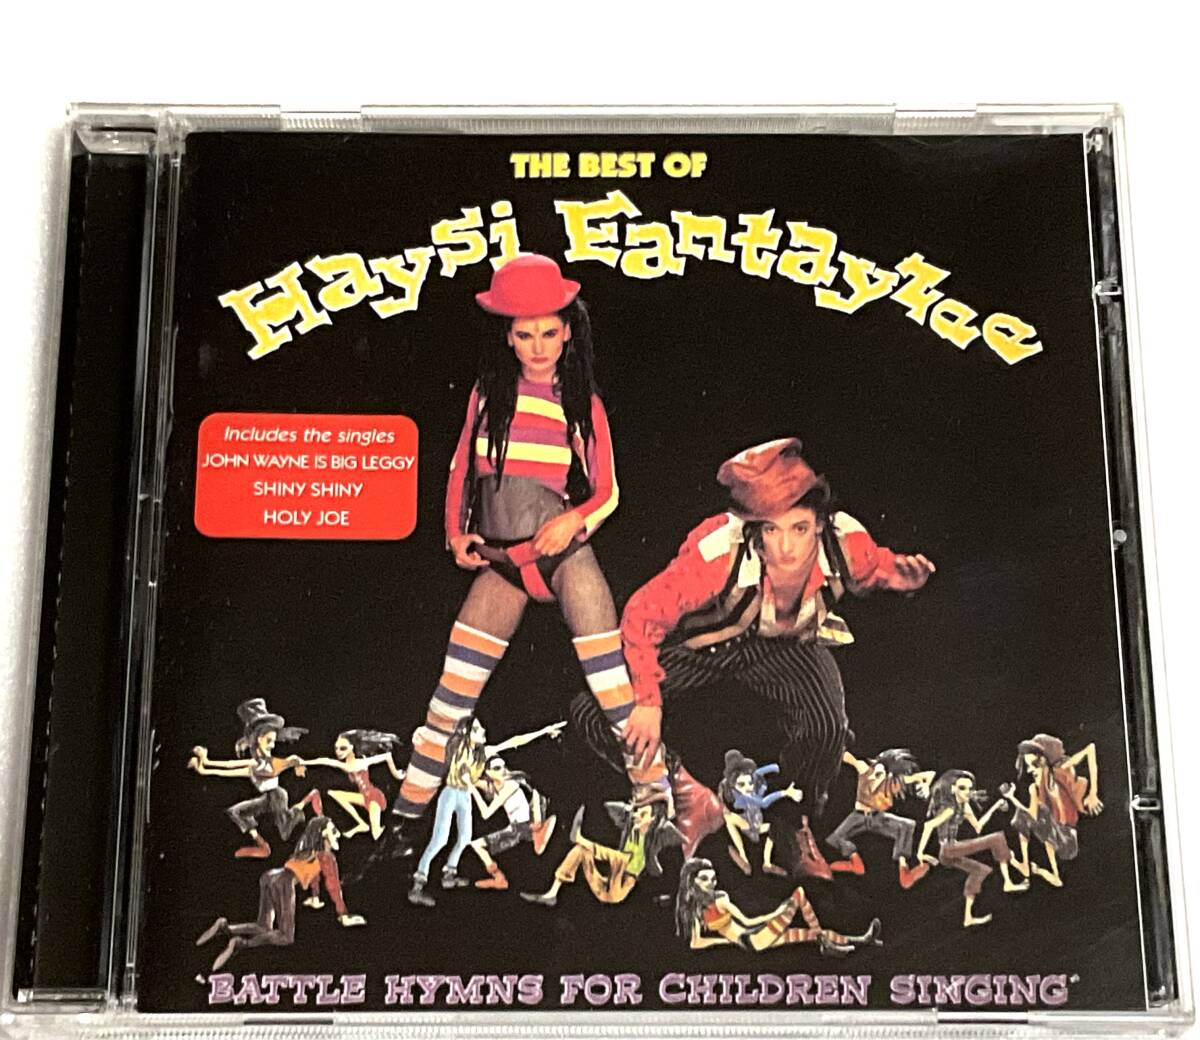 THE BEST OF
Haysi Fantayzee
Includes the singles
JOHN WAYNE IS BIG LEGGY
SHINY SHINY
HOLY JOE
"BATTLE HYMNS FOR CHILDREN SINGING"